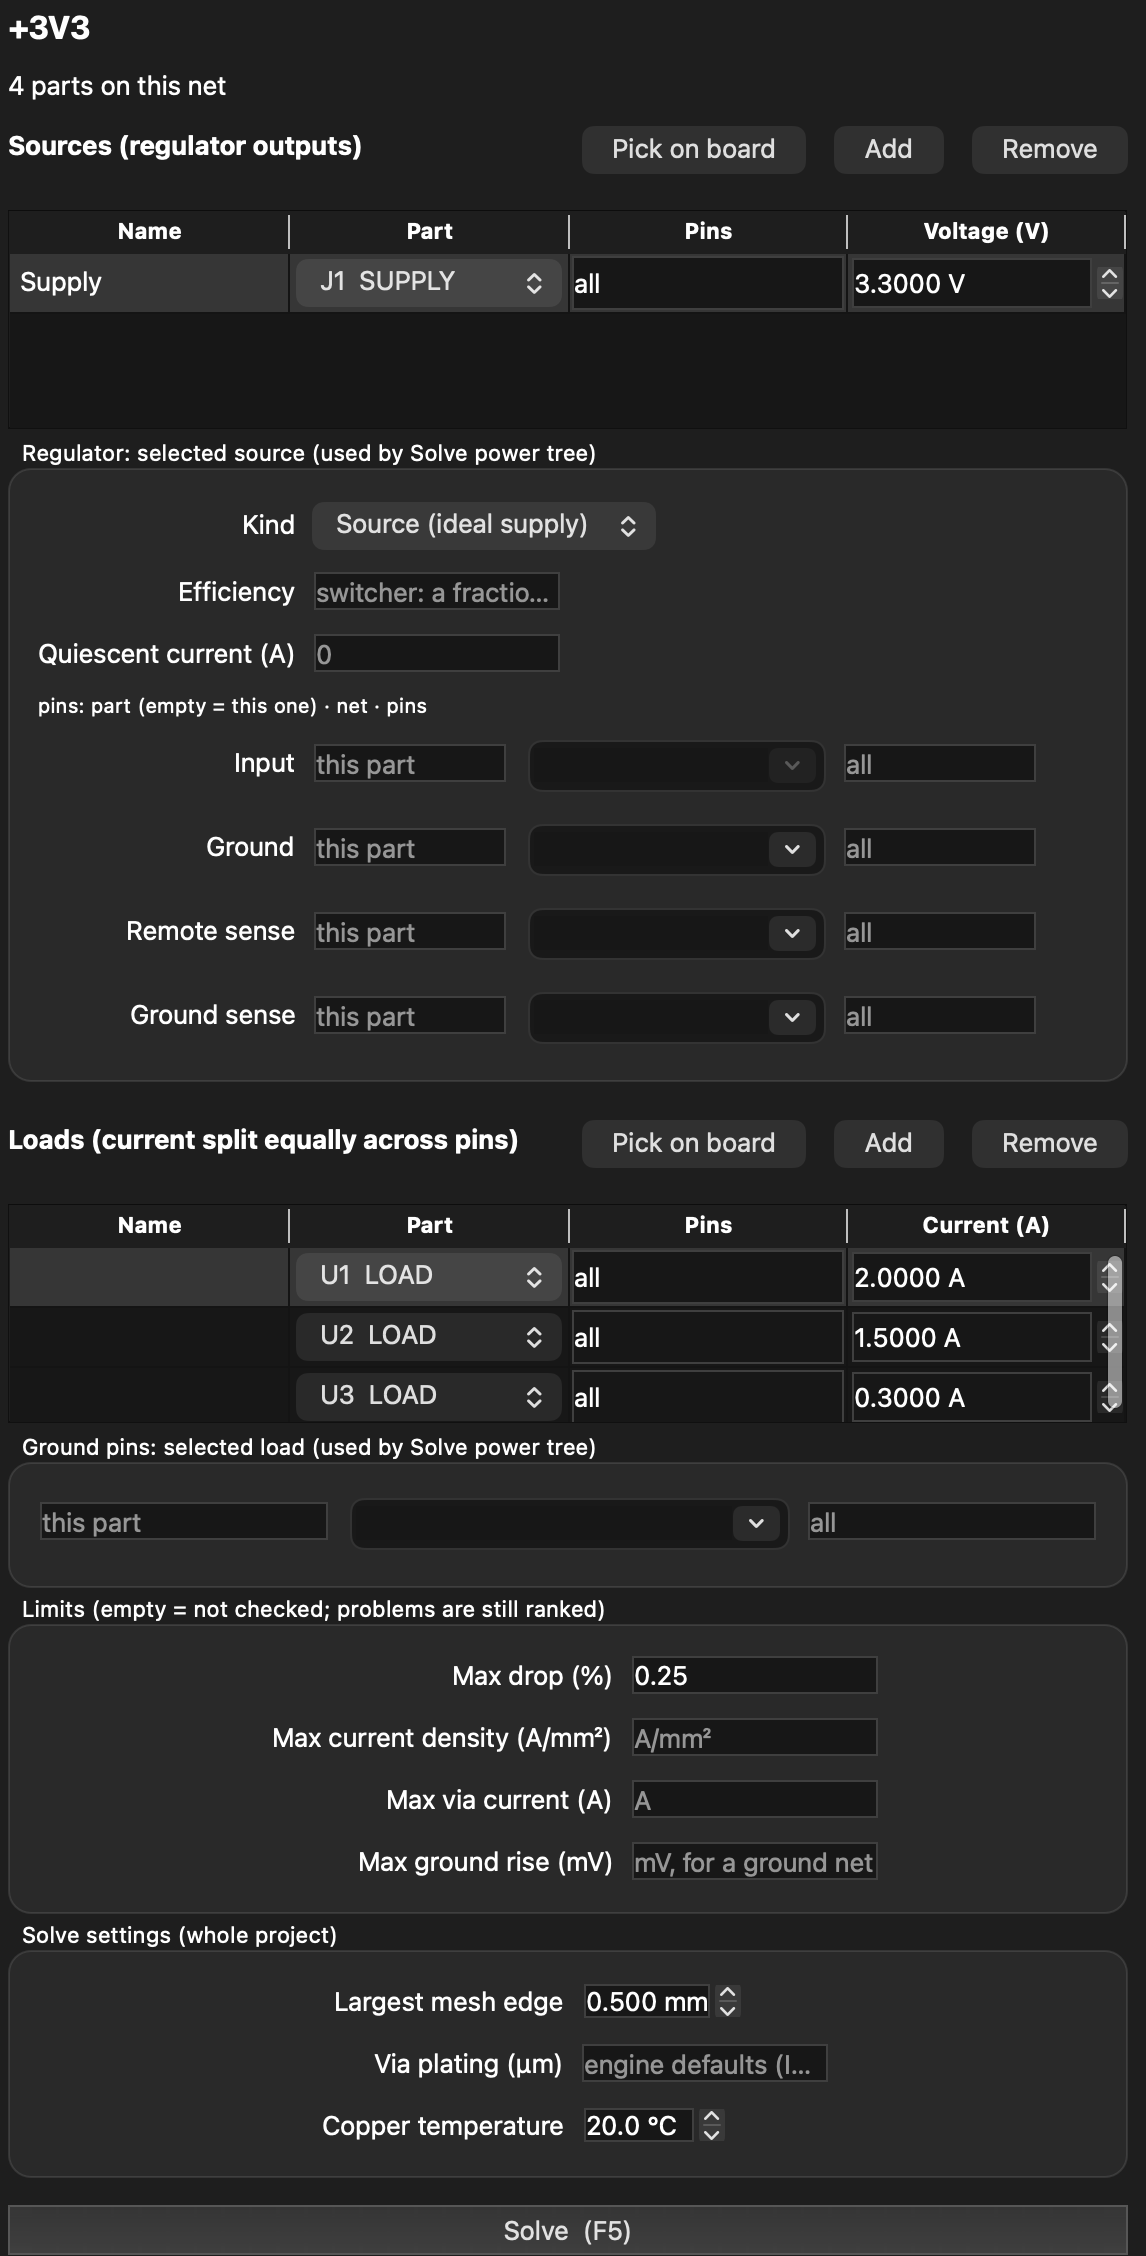 +3V3
4 parts on this net
Sources (regulator outputs) Pick on board Add Remove
Name Part Pins Voltage (V)
Supply J1 SUPPLY all 3.3000 V
Regulator: selected source (used by Solve power tree)
Kind Source (ideal supply)
Efficiency switcher: a fractio...
Quiescent current (A) 0
pins: part (empty = this one) · net · pins
Input this part all
Ground this part all
Remote sense this part all
Ground sense this part all
Loads (current split equally across pins) Pick on board Add Remove
Name Part Pins Current (A)
U1 LOAD all 2.0000 A
U2 LOAD all 1.5000 A
U3 LOAD all 0.3000 A
Ground pins: selected load (used by Solve power tree)
this part all
Limits (empty = not checked; problems are still ranked)
Max drop (%) 0.25
Max current density (A/mm²) A/mm²
Max via current (A) A
Max ground rise (mV) mV, for a ground net
Solve settings (whole project)
Largest mesh edge 0.500 mm
Via plating (µm) engine defaults (I...
Copper temperature 20.0 °C
Solve (F5)